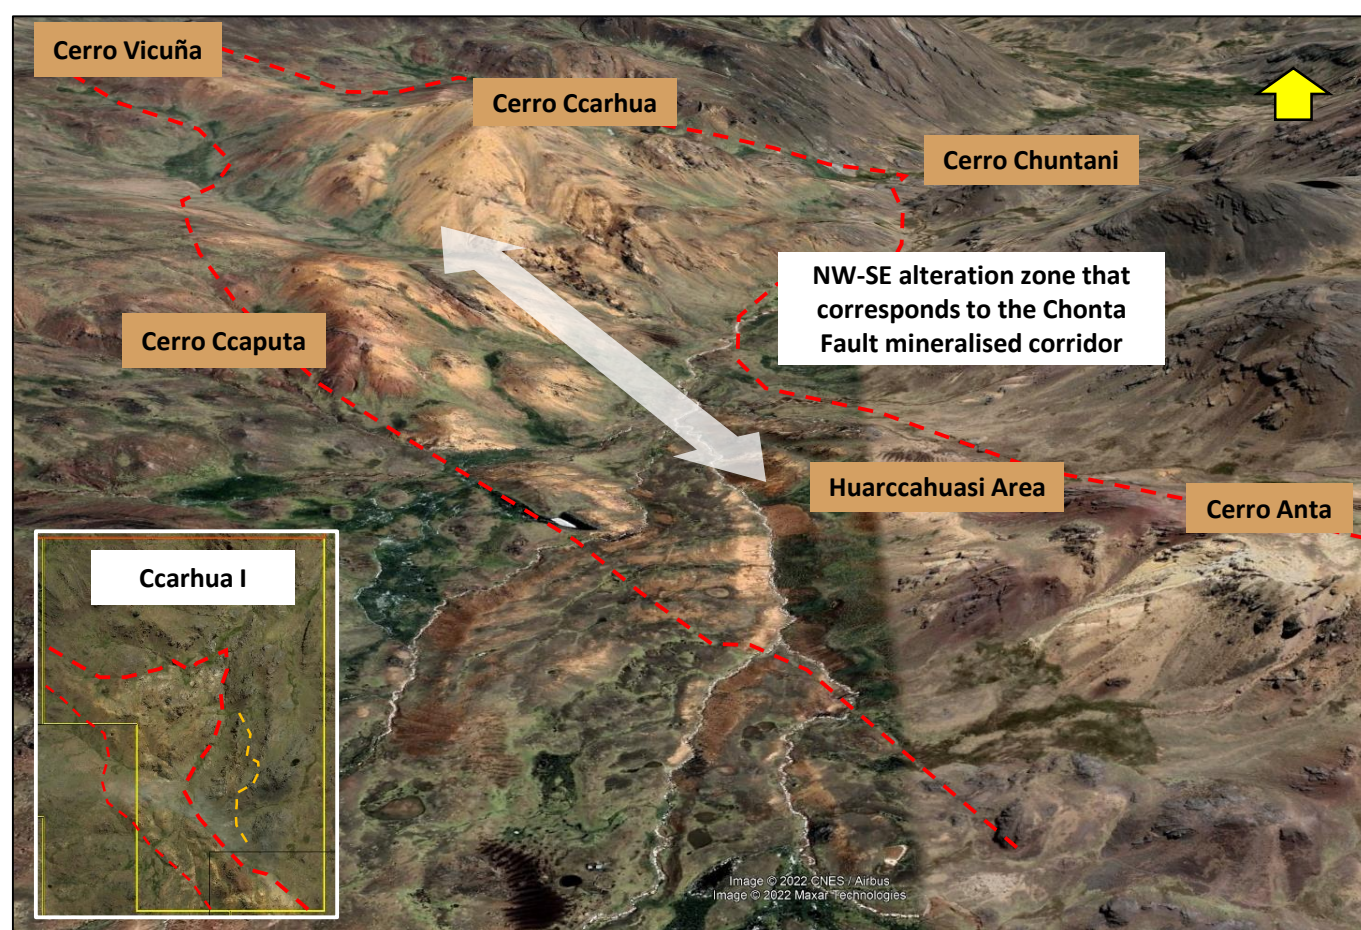 Cerro Vicuña
Cerro Ccarhua
Cerro Chuntani
NW-SE alteration zone that
corresponds to the Chonta
Fault mineralised corridor
Cerro Ccaputa
Huarccahuasi Area
Cerro Anta
Ccarhua I
Image © 2022 CNES / Airbus
Image © 2022 Maxar Technologies